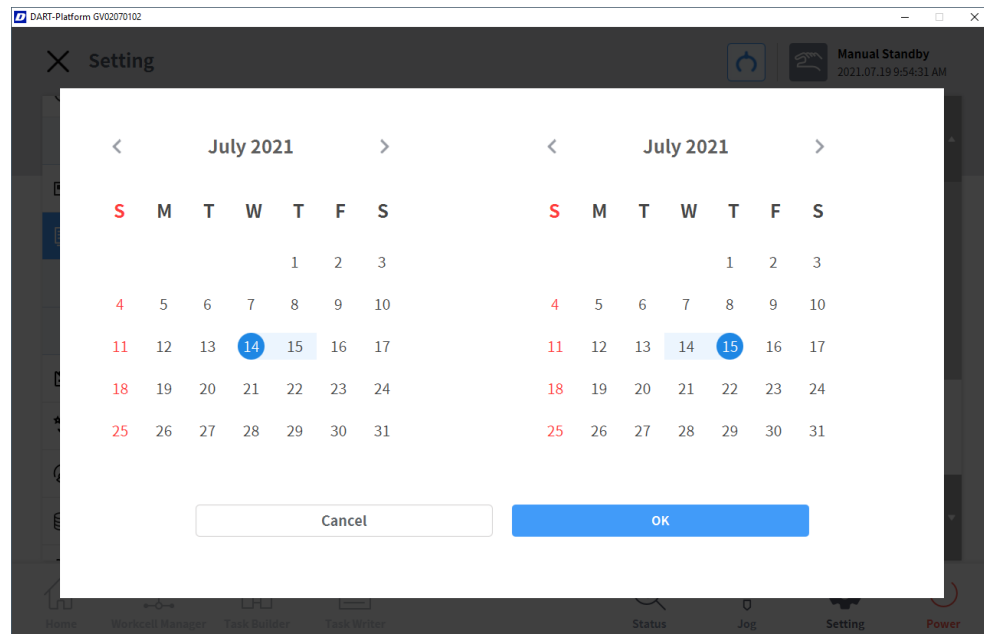 DART-Platform GV02070102
Setting
Manual Standby
2021.07.19 9:54:31 AM
July 2021
S M T W T F S
1 2 3
4 5 6 7 8 9 10
11 12 13 14 15 16 17
18 19 20 21 22 23 24
25 26 27 28 29 30 31
July 2021
S M T W T F S
1 2 3
4 5 6 7 8 9 10
11 12 13 14 15 16 17
18 19 20 21 22 23 24
25 26 27 28 29 30 31
Cancel
OK
Home Workcell Manager Task Builder Task Writer Status Jog Setting Power